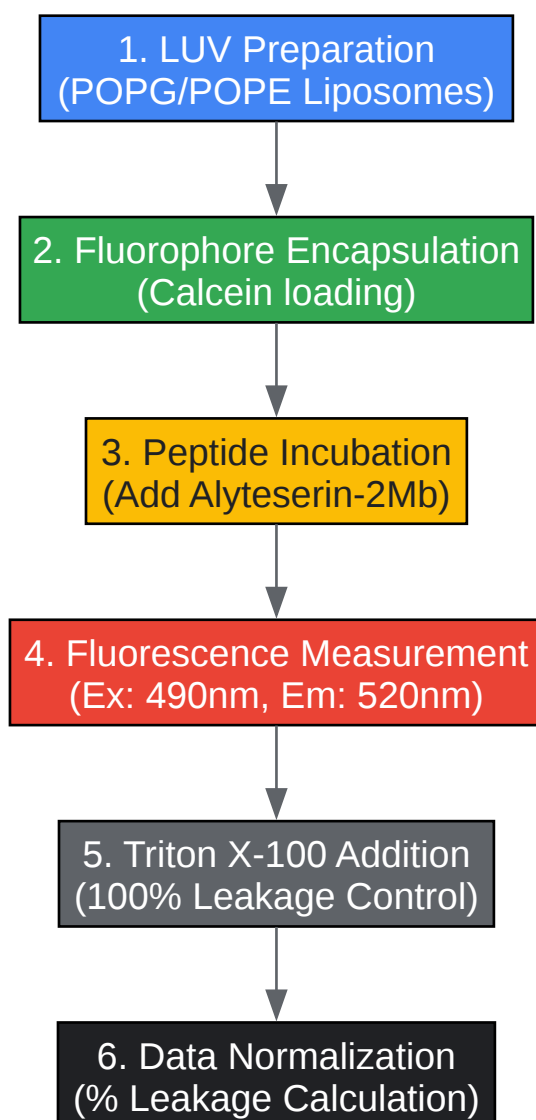 1. LUV Preparation
(POPG/POPE Liposomes)
2. Fluorophore Encapsulation
(Calcein loading)
3. Peptide Incubation
(Add Alyteserin-2Mb)
4. Fluorescence Measurement
(Ex: 490nm, Em: 520nm)
5. Triton X-100 Addition
(100% Leakage Control)
6. Data Normalization
(% Leakage Calculation)